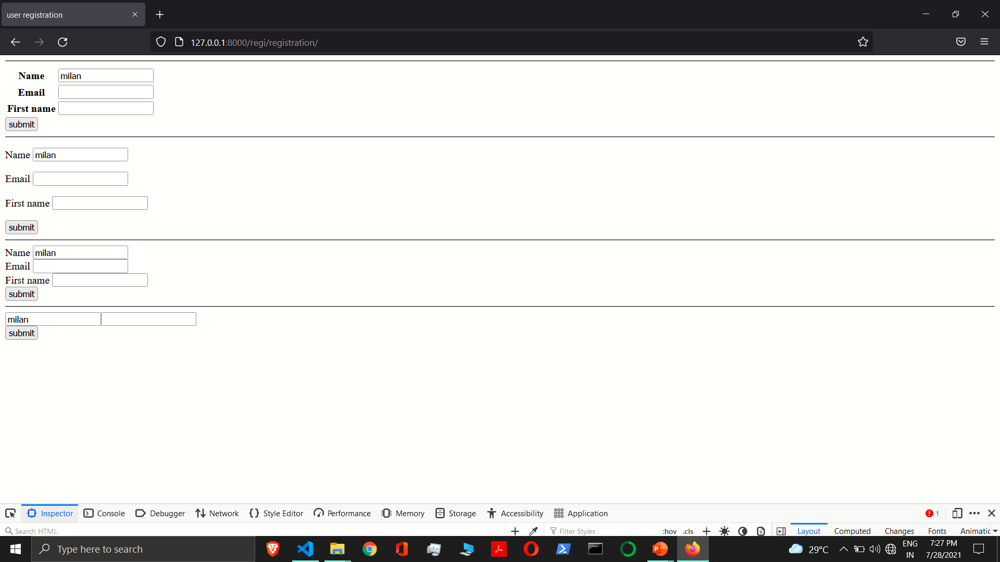 user registration
127.0.0.1:8000/regi/registration/
Name milan
Email
First name
submit
Name milan
Email
First name
submit
Name milan
Email
First name
submit
milan
submit
Inspector Console Debugger Network Style Editor Performance Memory Storage Accessibility Application 1
Search HTML Filter Styles :hov .cls Layout Computed Changes Fonts Animatic
Type here to search 29°C ENG IN 7:27 PM 7/28/2021